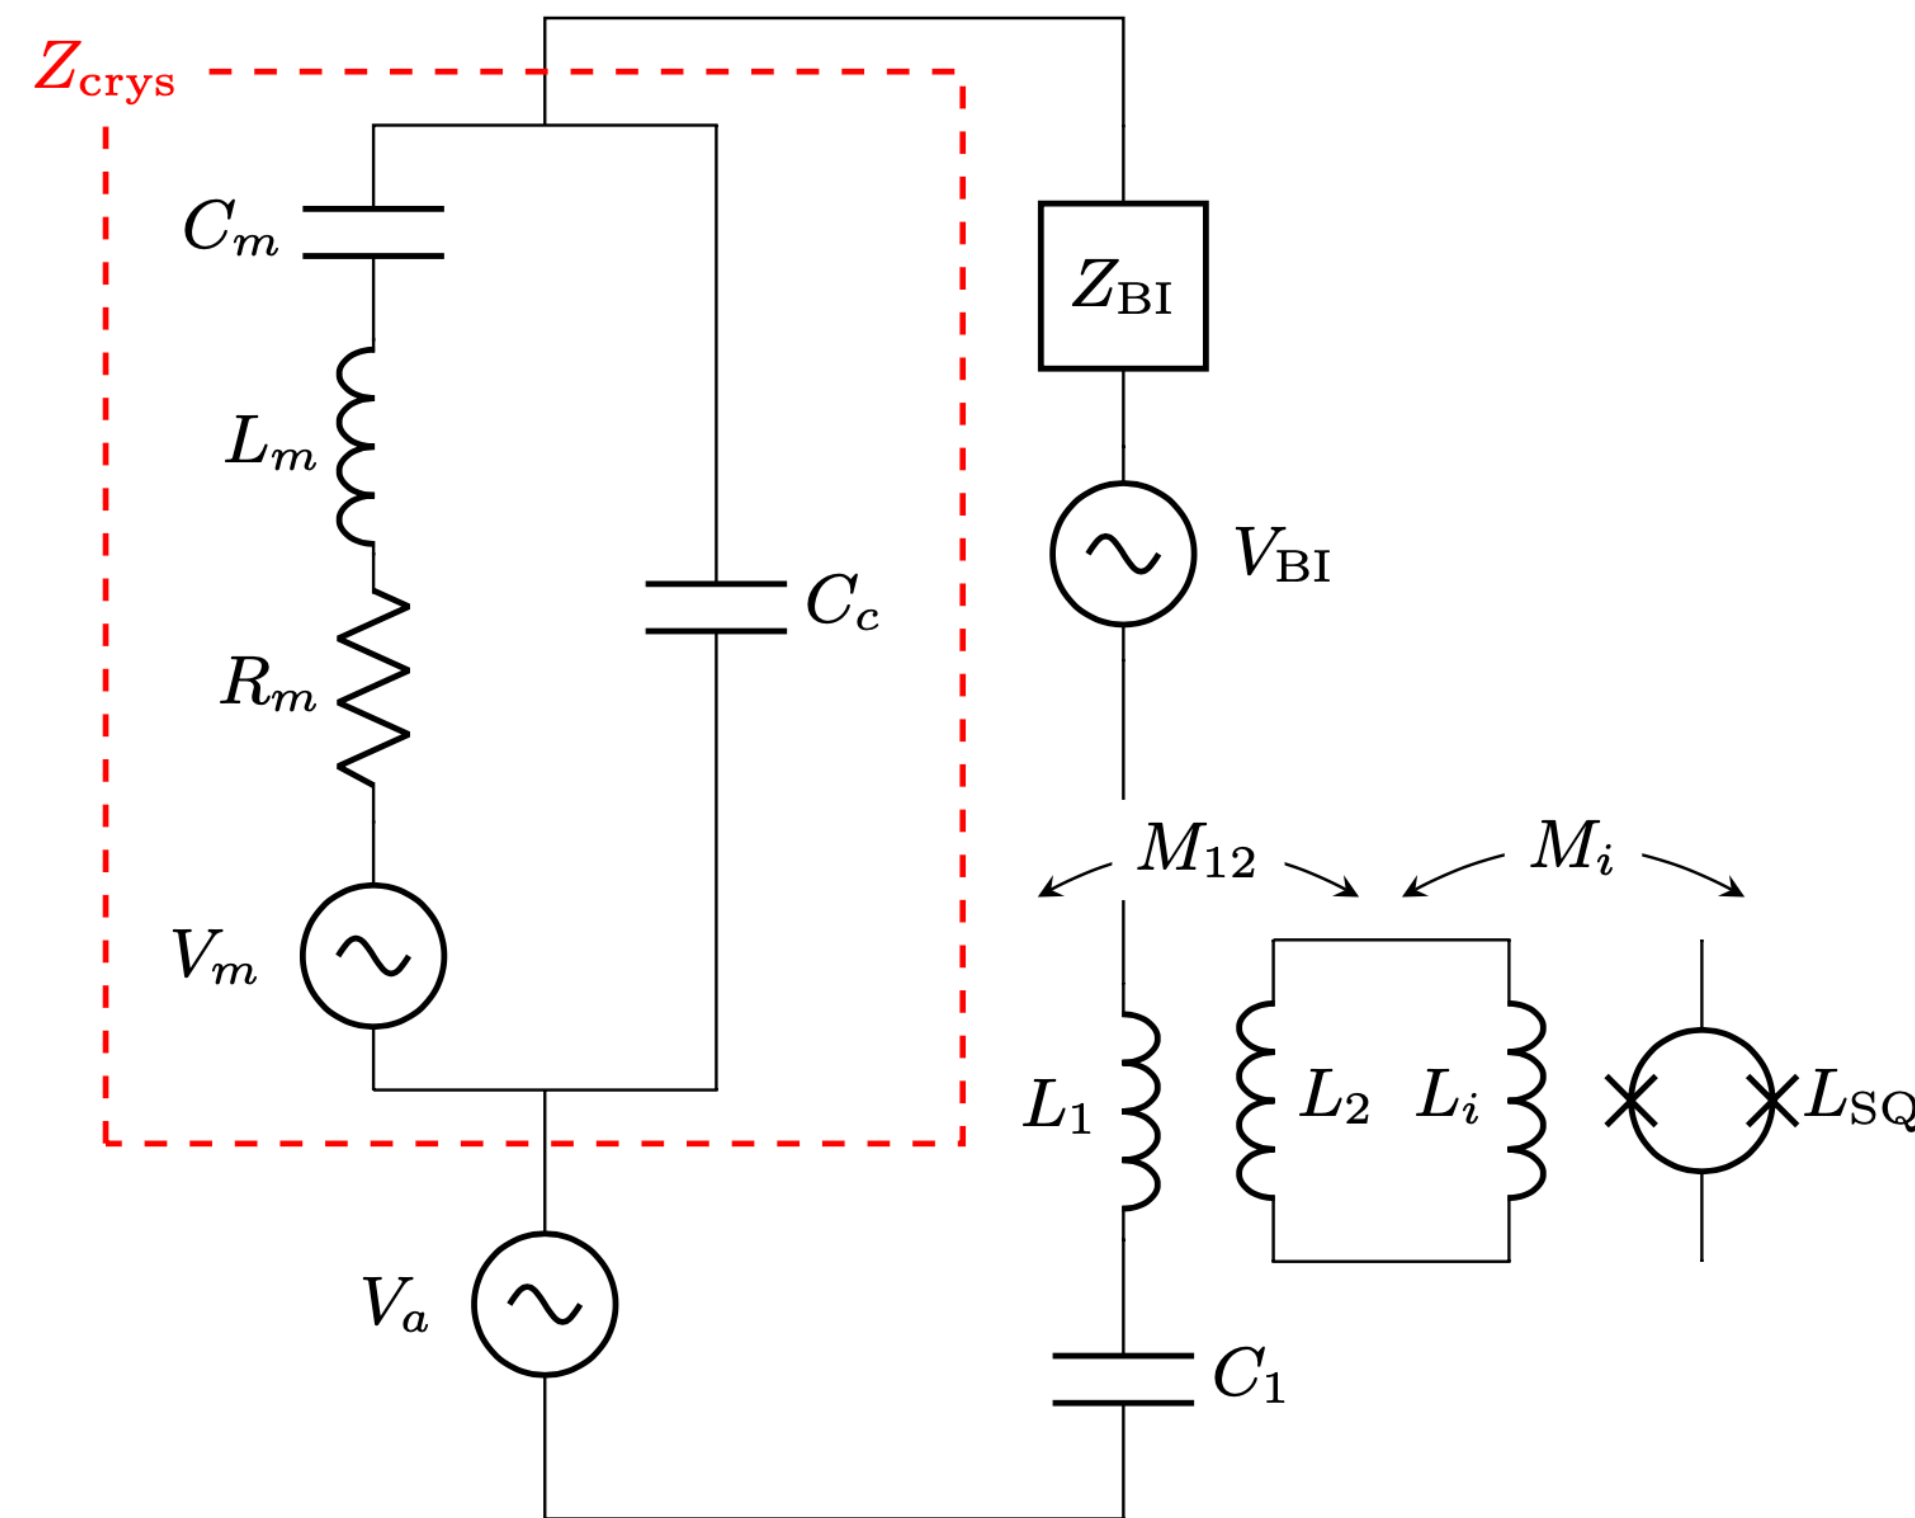 Z_crys
C_m
Z_BI
L_m
V_BI
C_c
R_m
M_12
M_i
V_m
L_1
L_2
L_i
L_SQ
V_a
C_1